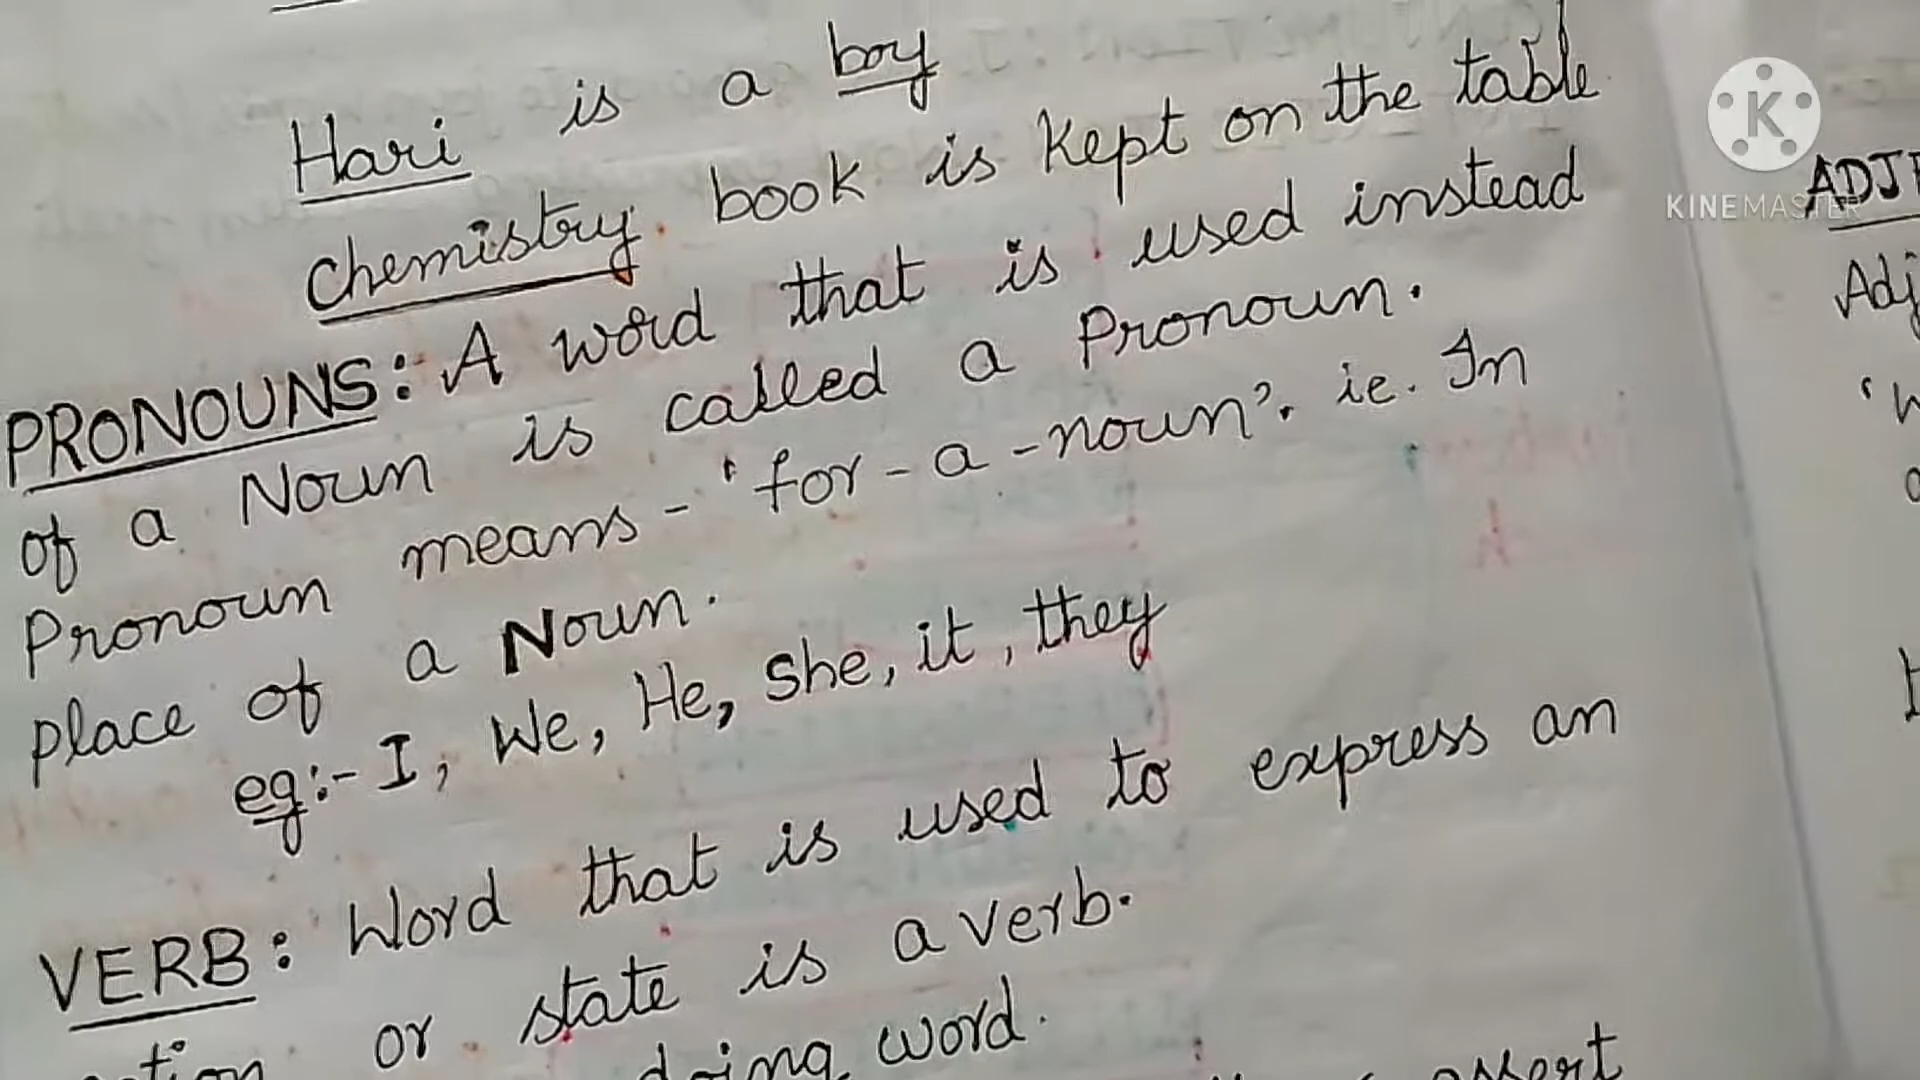 Hari is a boy
Chemistry book is kept on the table
PRONOUNS: A word that is used instead
of a Noun is called a Pronoun.
Pronoun means - 'for-a-noun'. ie. In
place of a Noun.
eg:- I, We, He, She, it, they
VERB: Word that is used to express an
or state is a verb.
doing word.
assert
K
KINEMASTER
Adj